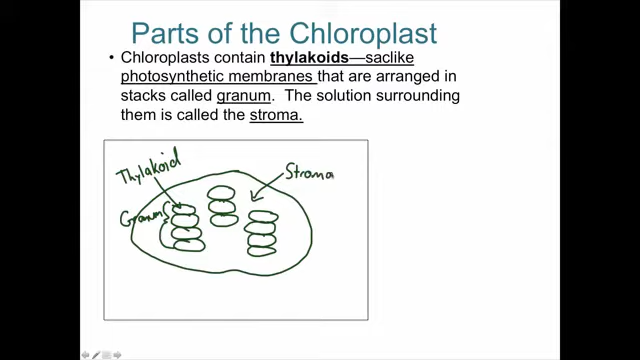 Parts of the Chloroplast
• Chloroplasts contain thylakoids—saclike
photosynthetic membranes that are arranged in
stacks called granum.  The solution surrounding
them is called the stroma.
Thylakoid
Stroma
Granum